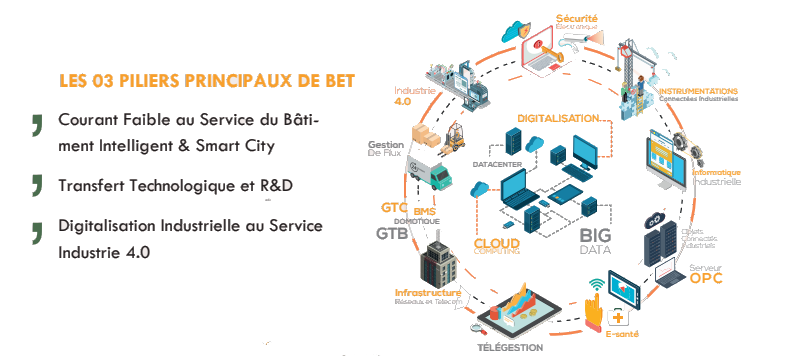 LES 03 PILIERS PRINCIPAUX DE BET
Courant Faible au Service du Bâti-
ment Intelligent & Smart City
Transfert Technologique et R&D
Digitalisation Industrielle au Service
Industrie 4.0
Sécurité
Électronique
INSTRUMENTATIONS
Connectées Industrielles
Informatique
Industrielle
Objets
Connectés
Industriels
Serveur
OPC
E-santé
TÉLÉGESTION
Infrastructure
Réseaux et Telecom
GTC
BMS
DOMOTIQUE
GTB
Gestion
De Flux
Industrie
4.0
DIGITALISATION
DATACENTER
CLOUD
COMPUTING
BIG
DATA